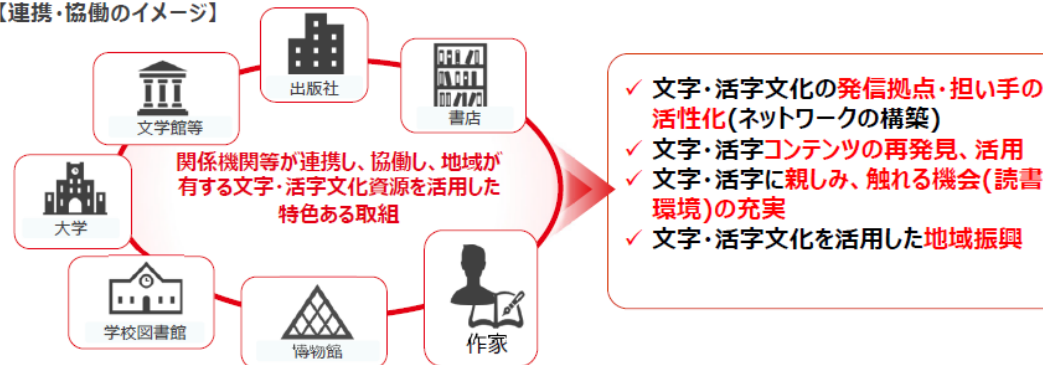 【連携・協働のイメージ】
出版社
書店
文学館等
大学
学校図書館
博物館
作家
関係機関等が連携し、協働し、地域が
有する文字・活字文化資源を活用した
特色ある取組
✓ 文字・活字文化の発信拠点・担い手の
活性化(ネットワークの構築)
✓ 文字・活字コンテンツの再発見、活用
✓ 文字・活字に親しみ、触れる機会(読書
環境)の充実
✓ 文字・活字文化を活用した地域振興